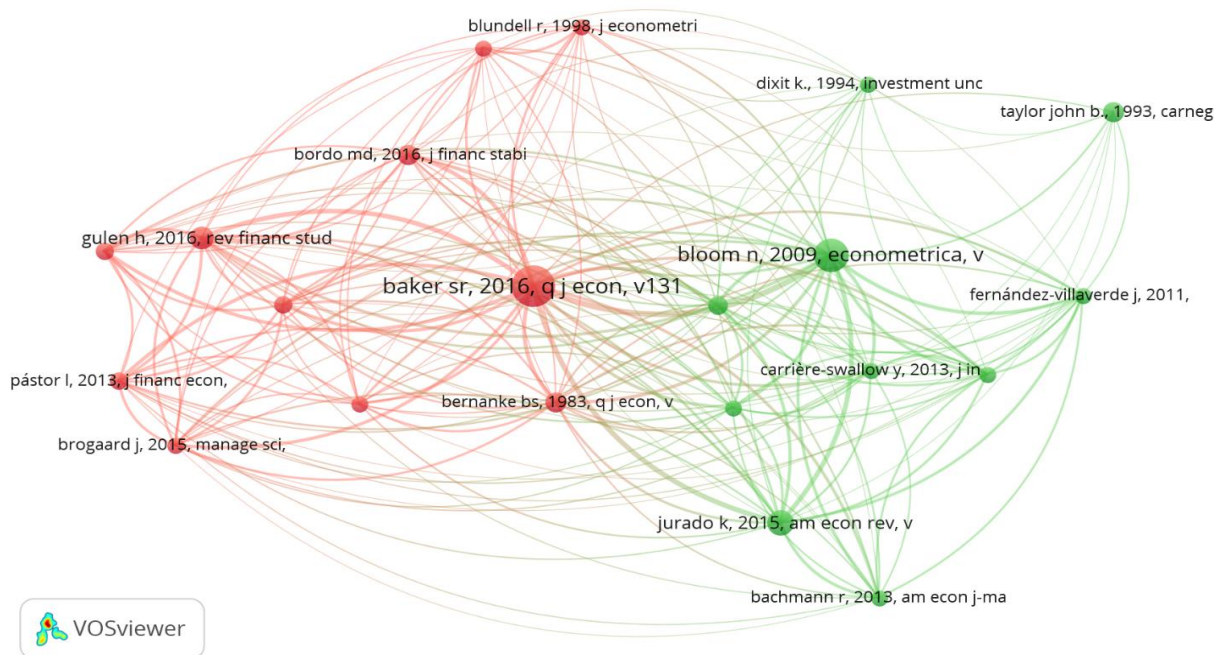 blundell r, 1998, j econometri
dixit k., 1994, investment unc
taylor john b., 1993, carneg
bordo md, 2016, j financ stabi
gulen h, 2016, rev financ stud
bloom n, 2009, econometrica, v
baker sr, 2016, q j econ, v131
fernández-villaverde j, 2011,
carrière-swallow y, 2013, j in
pástor l, 2013, j financ econ,
bernanke bs, 1983, q j econ, v
brogaard j, 2015, manage sci,
jurado k, 2015, am econ rev, v
bachmann r, 2013, am econ j-ma
VOSviewer